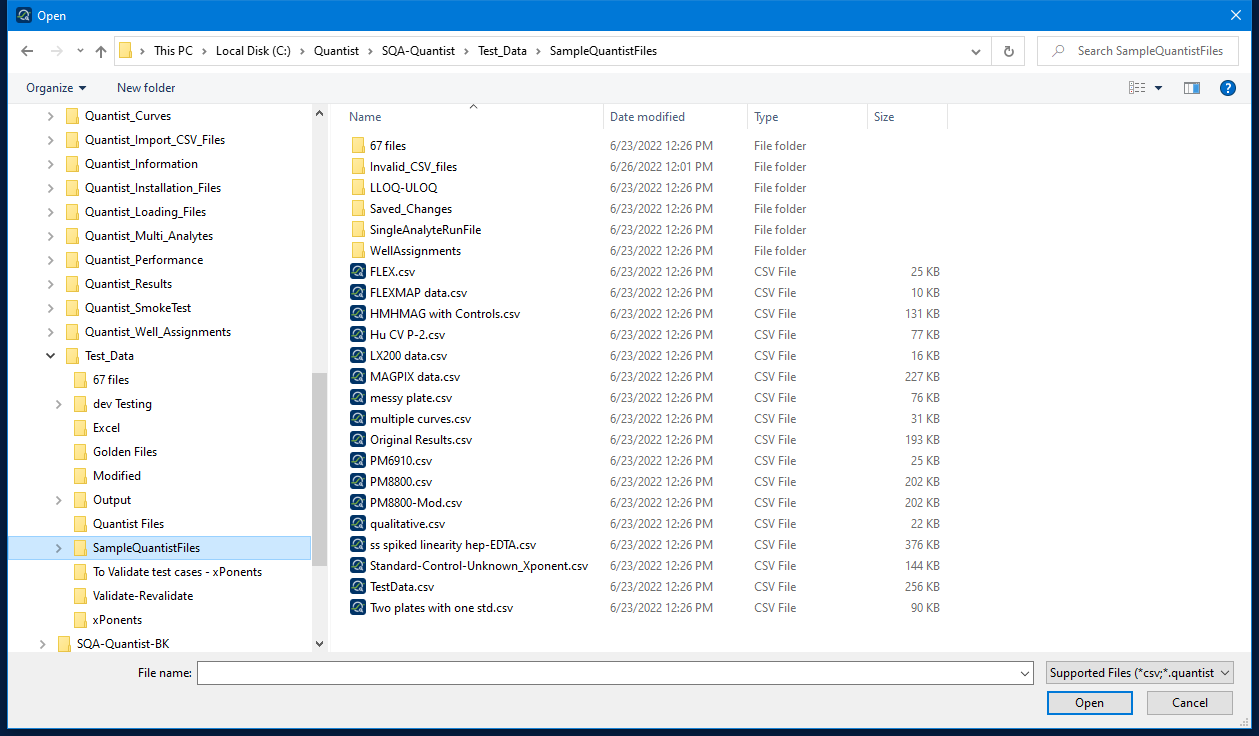 Open
This PC > Local Disk (C:) > Quantist > SQA-Quantist > Test_Data > SampleQuantistFiles
Search SampleQuantistFiles
Organize New folder
Quantist_Curves
Quantist_Import_CSV_Files
Quantist_Information
Quantist_Installation_Files
Quantist_Loading_Files
Quantist_Multi_Analytes
Quantist_Performance
Quantist_Results
Quantist_SmokeTest
Quantist_Well_Assignments
Test_Data
67 files
dev Testing
Excel
Golden Files
Modified
Output
Quantist Files
SampleQuantistFiles
To Validate test cases - xPonents
Validate-Revalidate
xPonents
SQA-Quantist-BK
Name Date modified Type Size
67 files 6/23/2022 12:26 PM File folder
Invalid_CSV_files 6/26/2022 12:01 PM File folder
LLOQ-ULOQ 6/23/2022 12:26 PM File folder
Saved_Changes 6/23/2022 12:26 PM File folder
SingleAnalyteRunFile 6/23/2022 12:26 PM File folder
WellAssignments 6/23/2022 12:26 PM File folder
FLEX.csv 6/23/2022 12:26 PM CSV File 25 KB
FLEXMAP data.csv 6/23/2022 12:26 PM CSV File 10 KB
HMHMAG with Controls.csv 6/23/2022 12:26 PM CSV File 131 KB
Hu CV P-2.csv 6/23/2022 12:26 PM CSV File 77 KB
LX200 data.csv 6/23/2022 12:26 PM CSV File 16 KB
MAGPIX data.csv 6/23/2022 12:26 PM CSV File 227 KB
messy plate.csv 6/23/2022 12:26 PM CSV File 76 KB
multiple curves.csv 6/23/2022 12:26 PM CSV File 31 KB
Original Results.csv 6/23/2022 12:26 PM CSV File 193 KB
PM6910.csv 6/23/2022 12:26 PM CSV File 25 KB
PM8800.csv 6/23/2022 12:26 PM CSV File 202 KB
PM8800-Mod.csv 6/23/2022 12:26 PM CSV File 202 KB
qualitative.csv 6/23/2022 12:26 PM CSV File 22 KB
ss spiked linearity hep-EDTA.csv 6/23/2022 12:26 PM CSV File 376 KB
Standard-Control-Unknown_Xponent.csv 6/23/2022 12:26 PM CSV File 144 KB
TestData.csv 6/23/2022 12:26 PM CSV File 256 KB
Two plates with one std.csv 6/23/2022 12:26 PM CSV File 90 KB
File name: Supported Files (*csv;*.quantist
Open Cancel